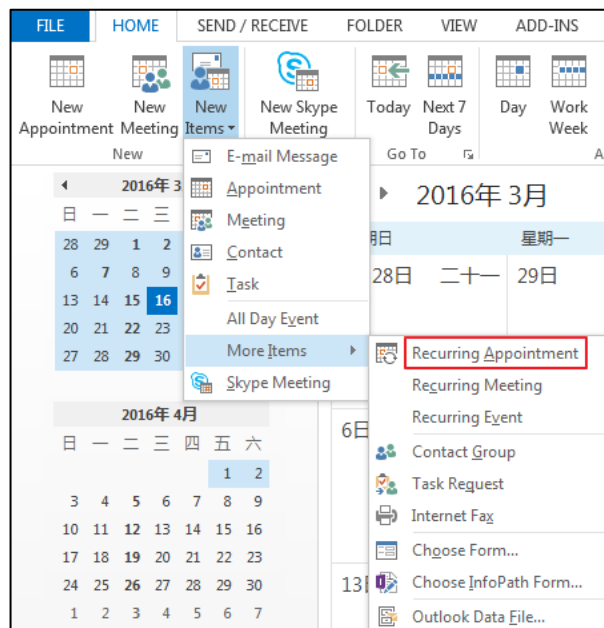 FILE HOME SEND / RECEIVE FOLDER VIEW ADD-INS
New Appointment
New Meeting
New Items
New Skype Meeting
Today
Next 7 Days
Day
Work Week
New
Go To
E-mail Message
Appointment
Meeting
Contact
Task
All Day Event
More Items
Skype Meeting
Recurring Appointment
Recurring Meeting
Recurring Event
Contact Group
Task Request
Internet Fax
Choose Form...
Choose InfoPath Form...
Outlook Data File...
2016年 3
日 一 二 三
28 29 1 2
6 7 8 9
13 14 15 16
20 21 22 23
27 28 29 30
2016年 4月
日 一 二 三 四 五 六
1 2
3 4 5 6 7 8 9
10 11 12 13 14 15 16
17 18 19 20 21 22 23
24 25 26 27 28 29 30
1 2 3 4 5 6 7
2016年 3月
期日 星期一
28日 二十一 29日
6日
13